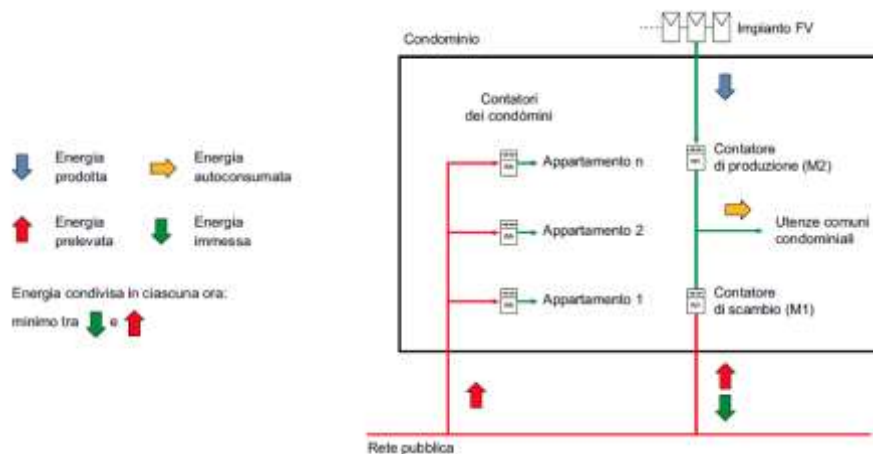 Impianto FV
Condominio
Contatori
dei condòmini
Contatore
di produzione (M2)
Appartamento n
Energia
prodotta
Energia
autoconsumata
Utenze comuni
condominiali
Appartamento 2
Energia
prelevata
Energia
immessa
Energia condivisa in ciascuna ora:
minimo tra e
Appartamento 1
Contatore
di scambio (M1)
Rete pubblica